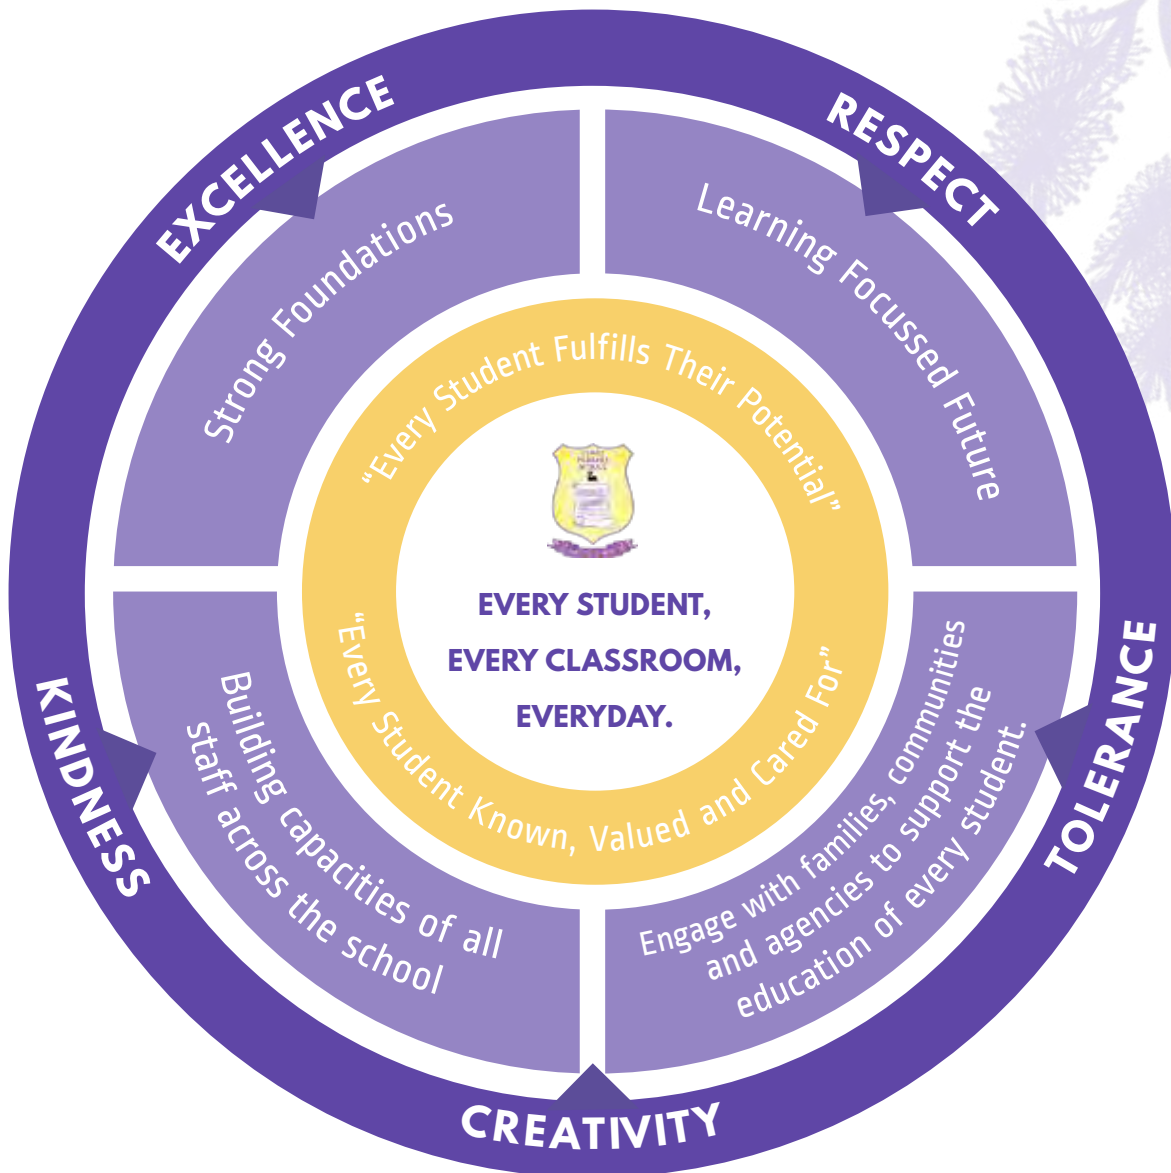 EXCELLENCE
RESPECT
TOLERANCE
CREATIVITY
KINDNESS
Strong Foundations
Learning Focussed Future
Engage with families, communities
and agencies to support the
education of every student.
Building capacities of all
staff across the school
“Every Student Fulfills Their Potential”
“Every Student Known, Valued and Cared For”
EVERY STUDENT,
EVERY CLASSROOM,
EVERYDAY.